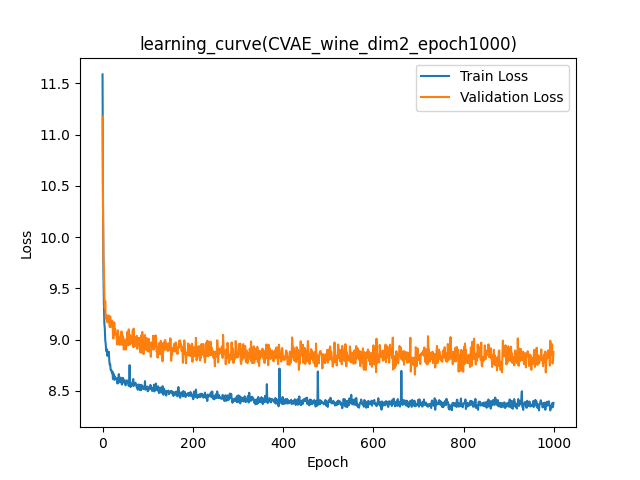 learning_curve(CVAE_wine_dim2_epoch1000)
Train Loss
Validation Loss
11.5
11.0
10.5
10.0
9.5
9.0
8.5
Loss
0 200 400 600 800 1000
Epoch